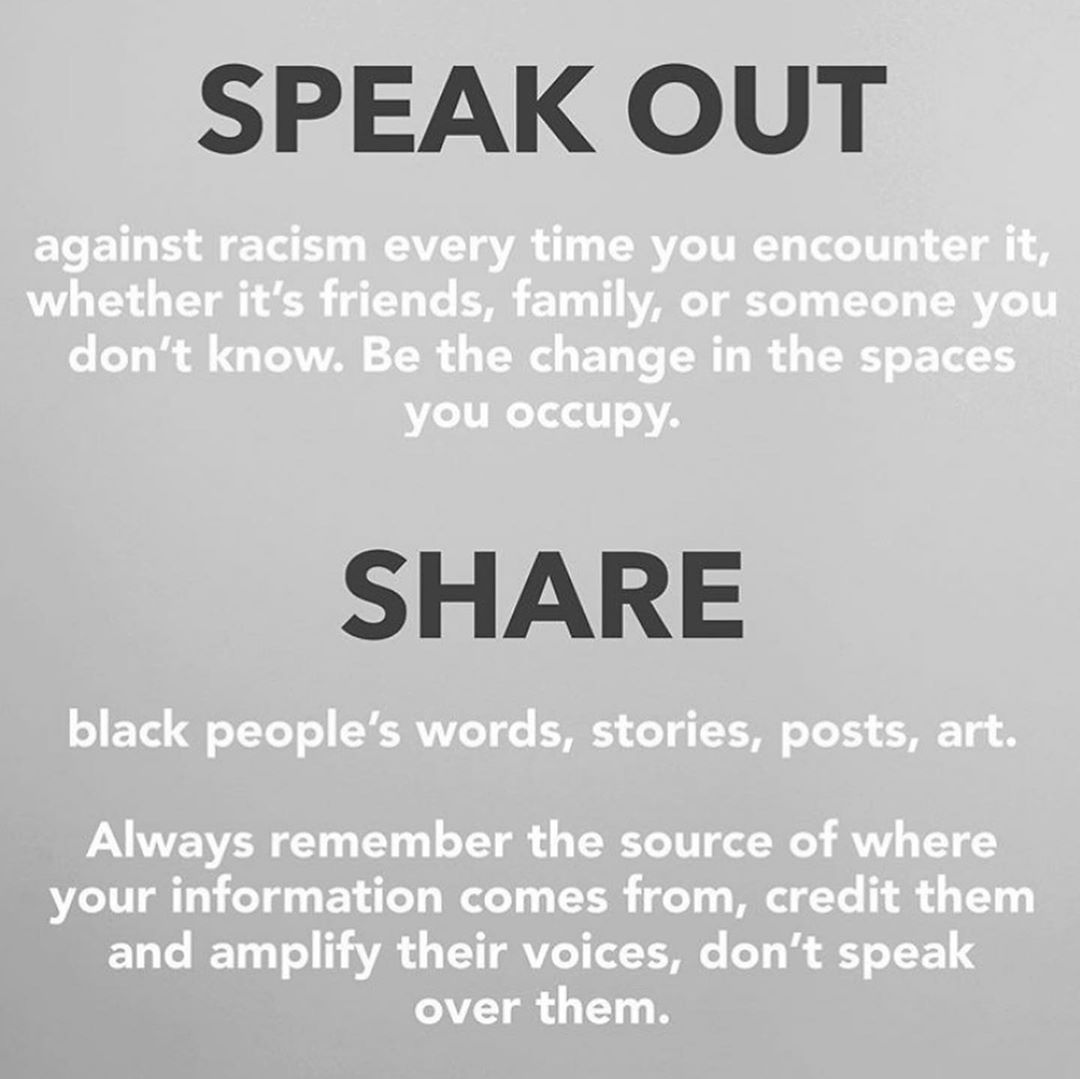 SPEAK OUT
against racism every time you encounter it,
whether it’s friends, family, or someone you
don’t know. Be the change in the spaces
you occupy.
SHARE
black people’s words, stories, posts, art.
Always remember the source of where
your information comes from, credit them
and amplify their voices, don’t speak
over them.